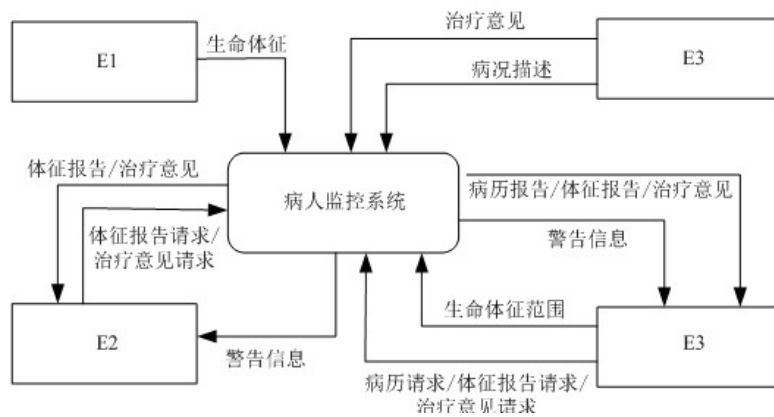 E1
生命体征
治疗意见
病况描述
E3
体征报告/治疗意见
病人监控系统
病历报告/体征报告/治疗意见
体征报告请求/
治疗意见请求
警告信息
E2
警告信息
生命体征范围
E3
病历请求/体征报告请求/
治疗意见请求